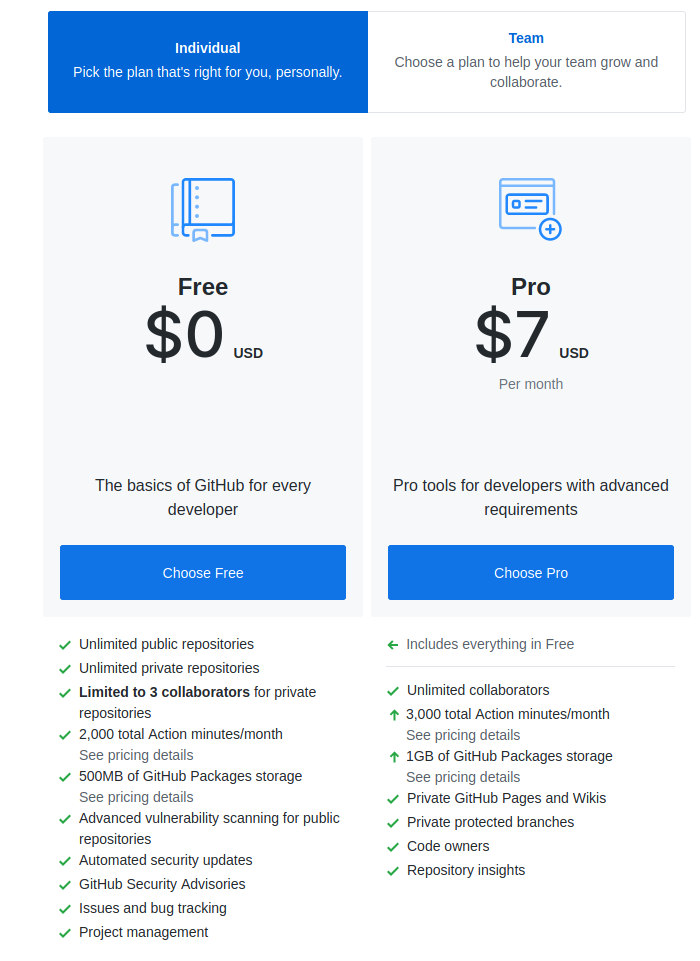 Individual
Pick the plan that's right for you, personally.
Team
Choose a plan to help your team grow and
collaborate.
Free
$0 USD
The basics of GitHub for every
developer
Choose Free
Unlimited public repositories
Unlimited private repositories
Limited to 3 collaborators for private
repositories
2,000 total Action minutes/month
See pricing details
500MB of GitHub Packages storage
See pricing details
Advanced vulnerability scanning for public
repositories
Automated security updates
GitHub Security Advisories
Issues and bug tracking
Project management
Pro
$7 USD
Per month
Pro tools for developers with advanced
requirements
Choose Pro
Includes everything in Free
Unlimited collaborators
3,000 total Action minutes/month
See pricing details
1GB of GitHub Packages storage
See pricing details
Private GitHub Pages and Wikis
Private protected branches
Code owners
Repository insights